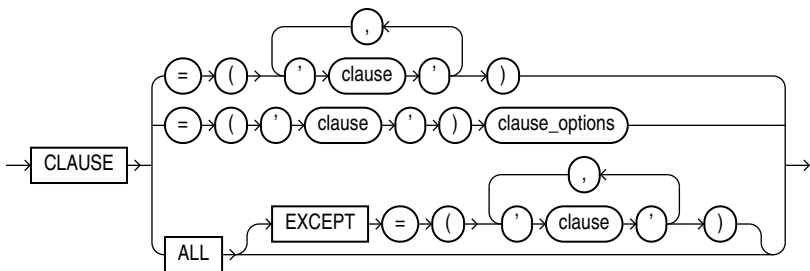 ,
= ( ' clause ' )
= ( ' clause ' ) clause_options
CLAUSE
,
EXCEPT = ( ' clause ' )
ALL